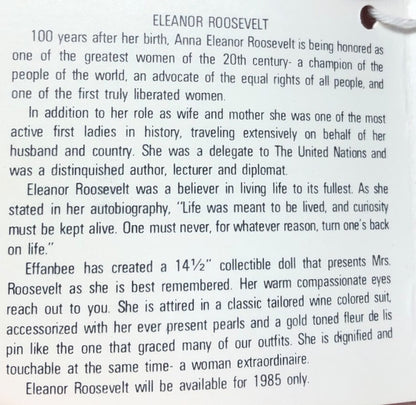 ELEANOR ROOSEVELT
100 years after her birth, Anna Eleanor Roosevelt is being honored as
one of the greatest women of the 20th century- a champion of the
people of the world, an advocate of the equal rights of all people, and
one of the first truly liberated women.
In addition to her role as wife and mother she was one of the most
active first ladies in history, traveling extensively on behalf of her
husband and country. She was a delegate to The United Nations and
was a distinquished author, lecturer and diplomat.
Eleanor Roosevelt was a believer in living life to its fullest. As she
stated in her autobiography, "Life was meant to be lived, and curiosity
must be kept alive. One must never, for whatever reason, turn one's back
on life."
Effanbee has created a 14½" collectible doll that presents Mrs.
Roosevelt as she is best remembered. Her warm compassionate eyes
reach out to you. She is attired in a classic tailored wine colored suit,
accessorized with her ever present pearls and a gold toned fleur de lis
pin like the one that graced many of our outfits. She is dignified and
touchable at the same time- a woman extraordinaire.
Eleanor Roosevelt will be available for 1985 only.